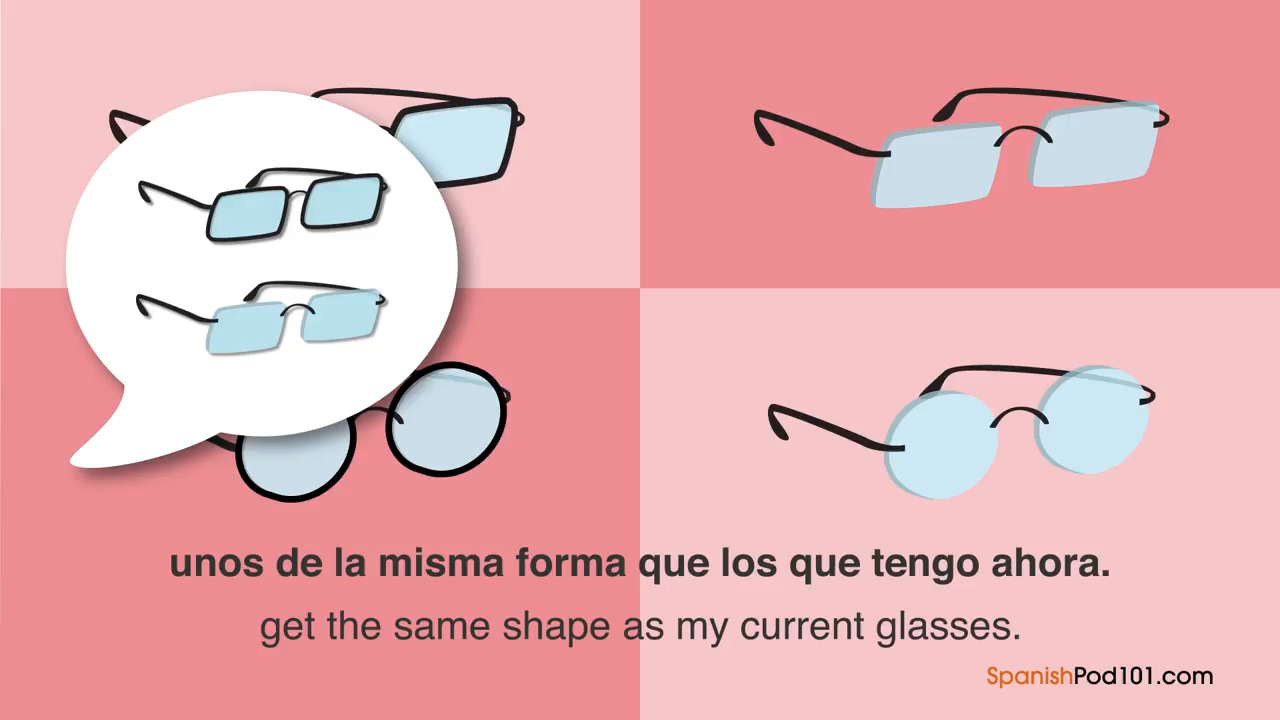 unos de la misma forma que los que tengo ahora.
get the same shape as my current glasses.
SpanishPod101.com